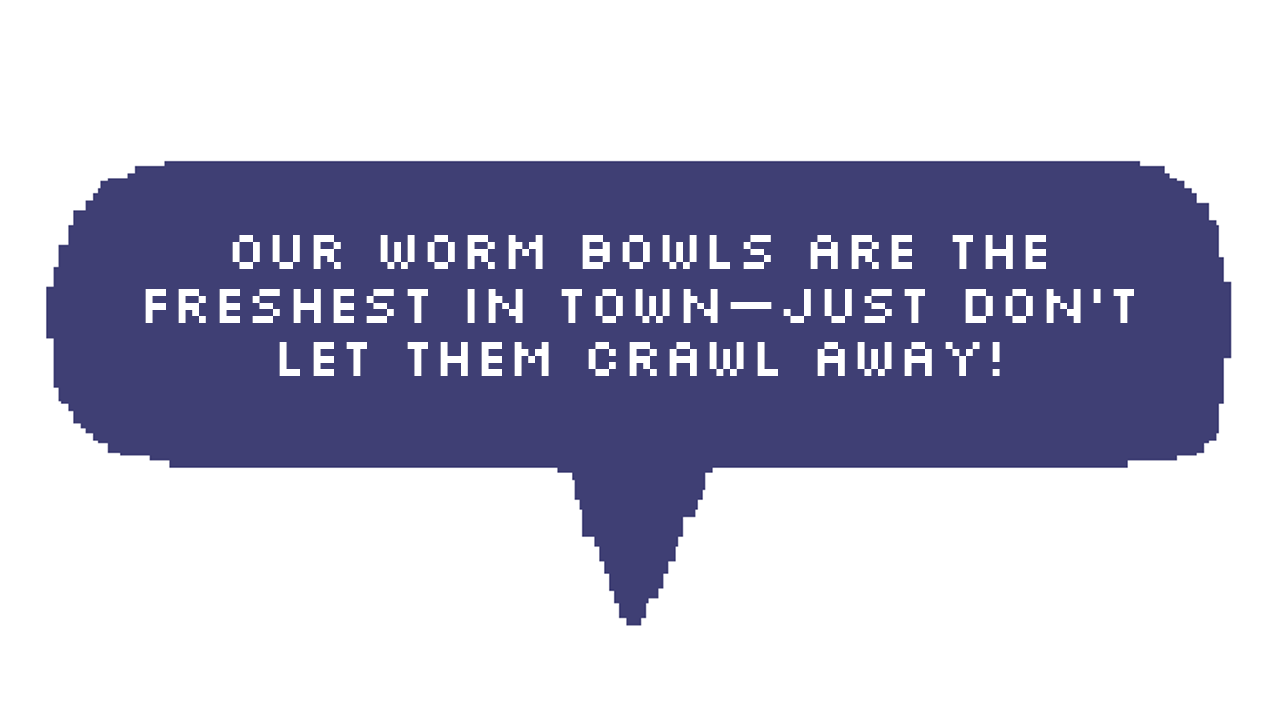 OUR WORM BOWLS ARE THE
FRESHEST IN TOWN—JUST DON'T
LET THEM CRAWL AWAY!